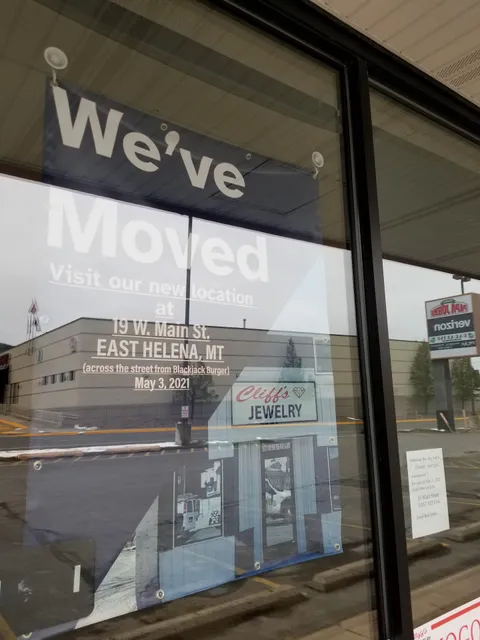 We've
Moved
Visit our new location
at
19 W. Main St.
EAST HELENA, MT
(across the street from Blackjack Burger)
May 3, 2021
Cliff's
JEWELRY
verizon